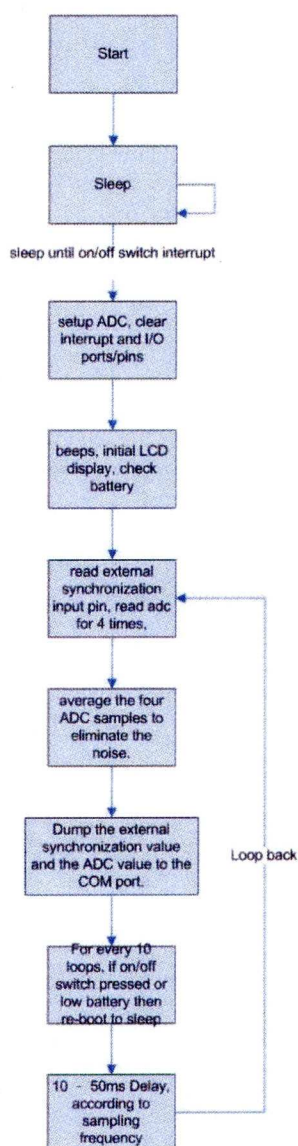 Start
Sleep
sleep until on/off switch interrupt
setup ADC, clear
interrupt and I/O
ports/pins
beeps, initial LCD
display, check
battery
read external
synchronization
input pin, read adc
for 4 times,
average the four
ADC samples to
eliminate the
noise.
Dump the external
synchronization value
and the ADC value to the
COM port.
Loop back
For every 10
loops, if on/off
switch pressed or
low battery then
re-boot to sleep
10 - 50ms Delay,
according to
sampling
frequency